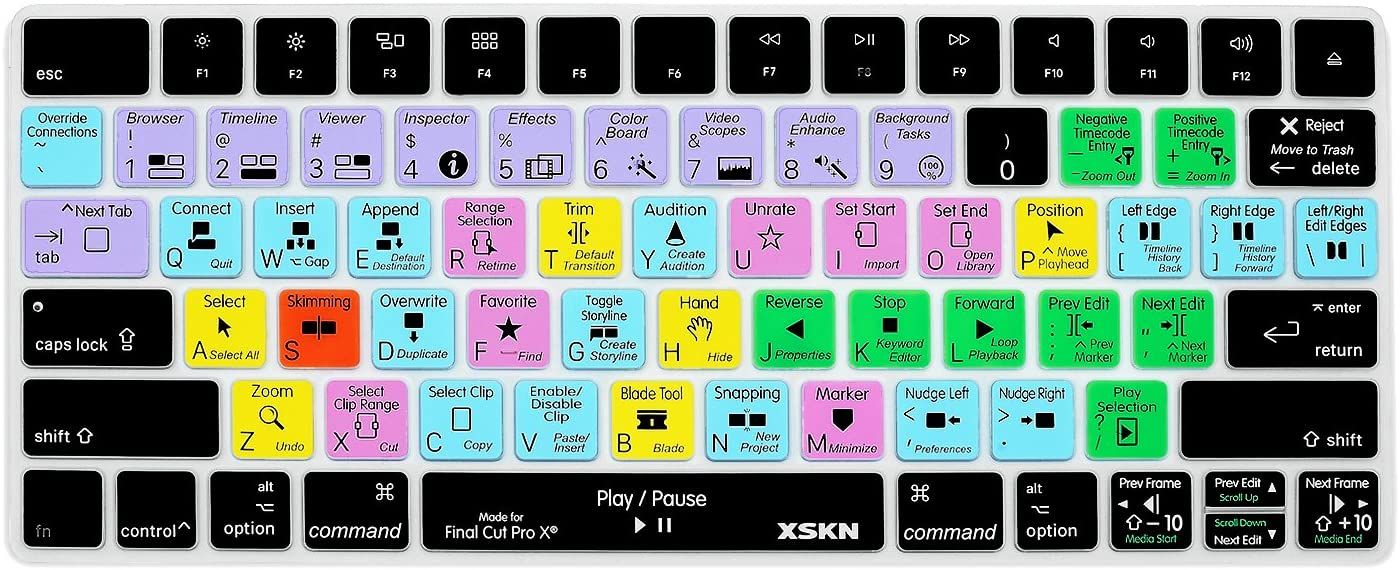 esc
F1
F2
F3
F4
F5
F6
F7
F8
F9
F10
F11
F12
Override
Connections
~
`
Browser
!
1
Timeline
@
2
Viewer
#
3
Inspector
$
4
Effects
%
5
Color
Board
^
6
Video
Scopes
&
7
Audio
Enhance
*
8
Background
Tasks
(
9
100
%
)
0
Negative
Timecode
Entry
–
-
Zoom Out
Positive
Timecode
Entry
+
=
Zoom In
Reject
Move to Trash
delete
^ Next Tab
tab
Connect
Q
Quit
Insert
W
⌥ Gap
Append
E
Default
Destination
Range
Selection
R
Retime
Trim
T
Default
Transition
Audition
Y
Create
Audition
Unrate
U
Set Start
I
Import
Set End
O
Open
Library
Position
P
^ Move
Playhead
Left Edge
{
[
Timeline
History
Back
Right Edge
}
]
Timeline
History
Forward
Left/Right
Edit Edges
\
|
caps lock
Select
A
Select All
Skimming
S
Overwrite
D
Duplicate
Favorite
F
Find
Toggle
Storyline
G
Create
Storyline
Hand
H
Hide
Reverse
J
Properties
Stop
K
Keyword
Editor
Forward
L
Loop
Playback
Prev Edit
:
;
^ Prev
Marker
Next Edit
"
'
^ Next
Marker
enter
return
shift
Zoom
Z
Undo
Select
Clip Range
X
Cut
Select Clip
C
Copy
Enable/
Disable
Clip
V
Paste/
Insert
Blade Tool
B
Blade
Snapping
N
New
Project
Marker
M
Minimize
Nudge Left
<
,
Preferences
Nudge Right
>
.
Play
Selection
?
/
shift
fn
control ^
alt
⌥
option
⌘
command
Play / Pause
Made for
Final Cut Pro X®
XSKN
⌘
command
alt
⌥
option
Prev Frame
⇧ – 10
Media Start
Prev Edit
Scroll Up
Scroll Down
Next Edit
Next Frame
⇧ +10
Media End